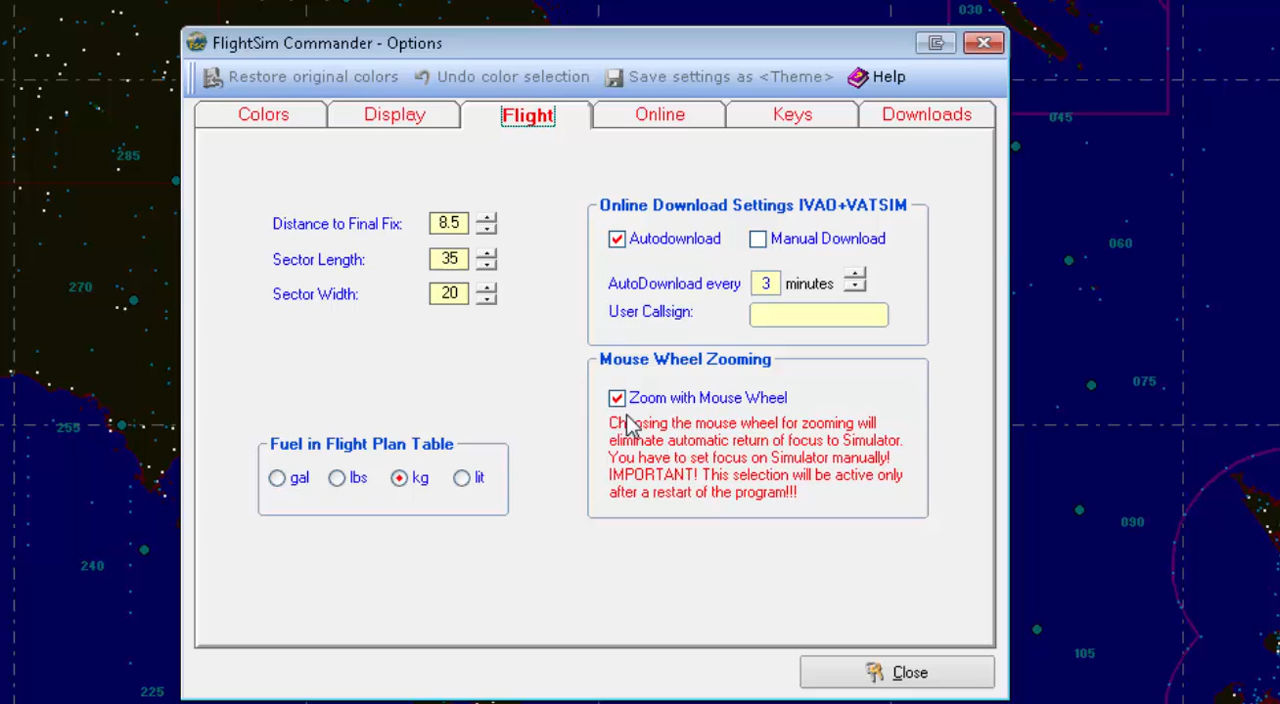 030
FlightSim Commander - Options
Restore original colors Undo color selection Save settings as <Theme> Help
Colors Display Flight Online Keys Downloads
045
285
Distance to Final Fix: 8.5
Sector Length: 35
Sector Width: 20
Online Download Settings IVAO+VATSIM
Autodownload Manual Download
AutoDownload every 3 minutes
User Callsign:
060
270
Mouse Wheel Zooming
Zoom with Mouse Wheel
Choosing the mouse wheel for zooming will
eliminate automatic return of focus to Simulator.
You have to set focus on Simulator manually!
IMPORTANT! This selection will be active only
after a restart of the program!!!
075
255
Fuel in Flight Plan Table
gal lbs kg lit
090
240
105
225
Close